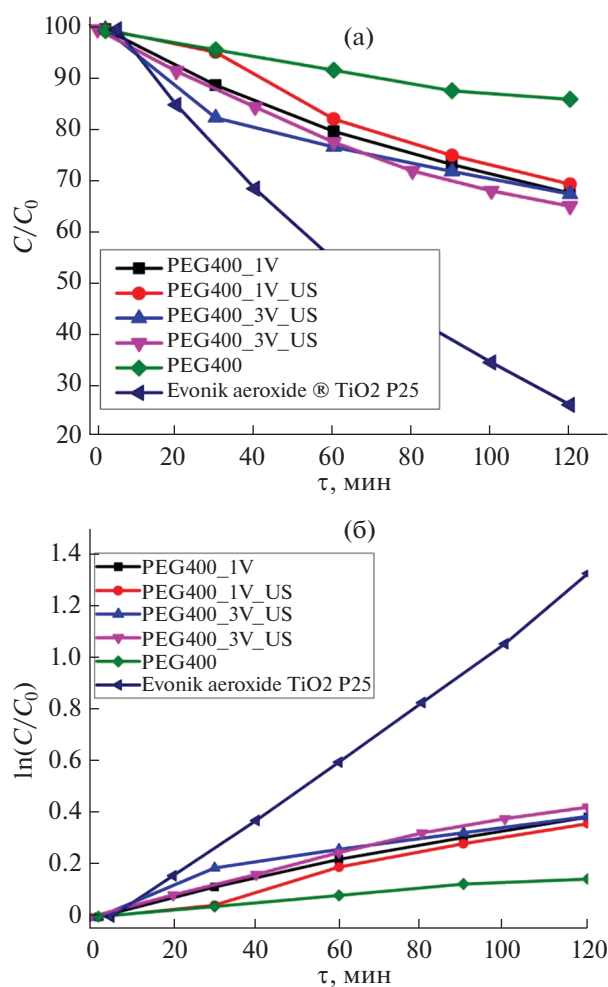 (а)
100
90
80
70
60
50
40
30
20
C/C0
PEG400_1V
PEG400_1V_US
PEG400_3V_US
PEG400_3V_US
PEG400
Evonik aeroxide ® TiO2 P25
0 20 40 60 80 100 120
τ, мин
(б)
1.4
1.2
1.0
0.8
0.6
0.4
0.2
0
ln(C/C0)
PEG400_1V
PEG400_1V_US
PEG400_3V_US
PEG400_3V_US
PEG400
Evonik aeroxide TiO2 P25
0 20 40 60 80 100 120
τ, мин